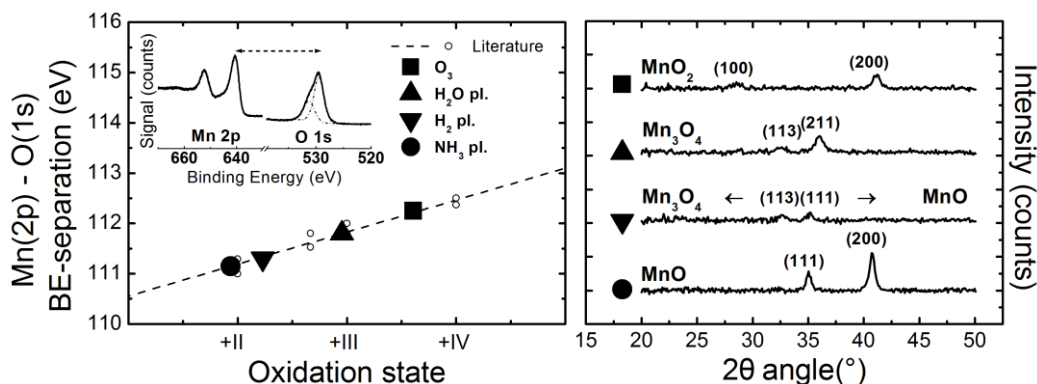 116
115
114
113
112
111
110
Mn(2p) - O(1s)
BE-separation (eV)
Signal (counts)
Mn 2p
O 1s
660
640
530
520
Binding Energy (eV)
Literature
O₃
H₂O pl.
H₂ pl.
NH₃ pl.
+II
+III
+IV
Oxidation state
MnO₂
(100)
(200)
Mn₃O₄
(113)
(211)
Mn₃O₄
←
(113)
(111)
→
MnO
MnO
(111)
(200)
15
20
25
30
35
40
45
50
2θ angle(°)
Intensity (counts)